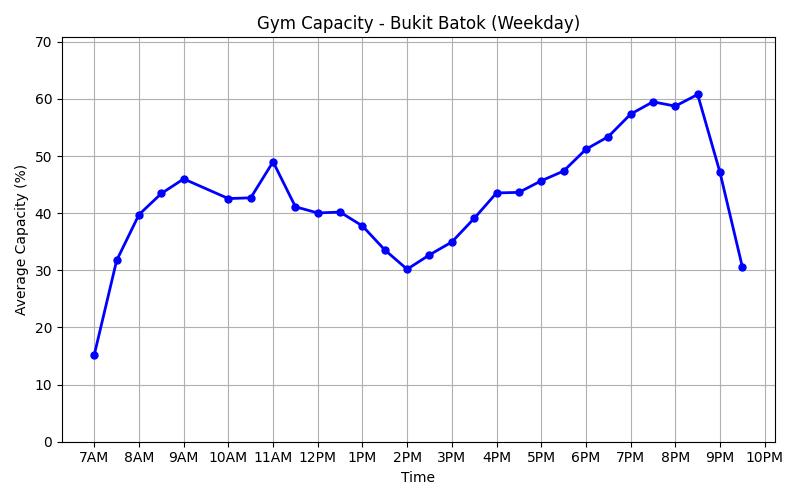 Gym Capacity - Bukit Batok (Weekday)
70
60
50
40
30
20
10
0
Average Capacity (%)
7AM 8AM 9AM 10AM 11AM 12PM 1PM 2PM 3PM 4PM 5PM 6PM 7PM 8PM 9PM 10PM
Time